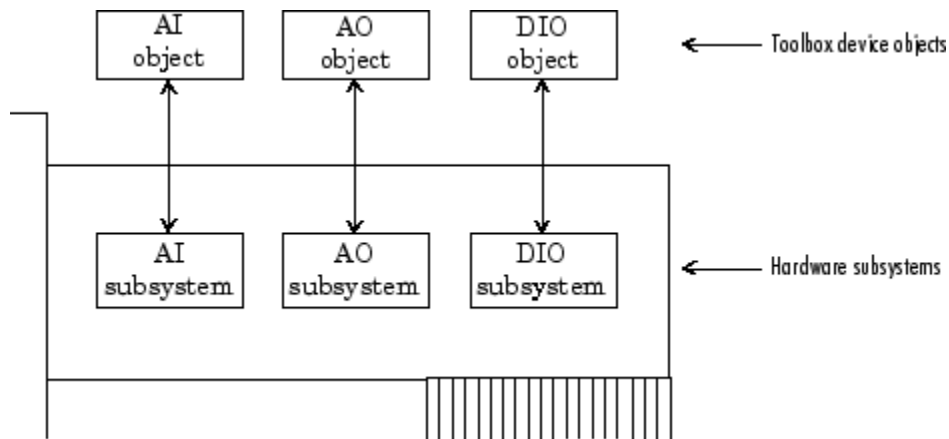 AI
object
AO
object
DIO
object
Toolbox device objects
AI
subsystem
AO
subsystem
DIO
subsystem
Hardware subsystems